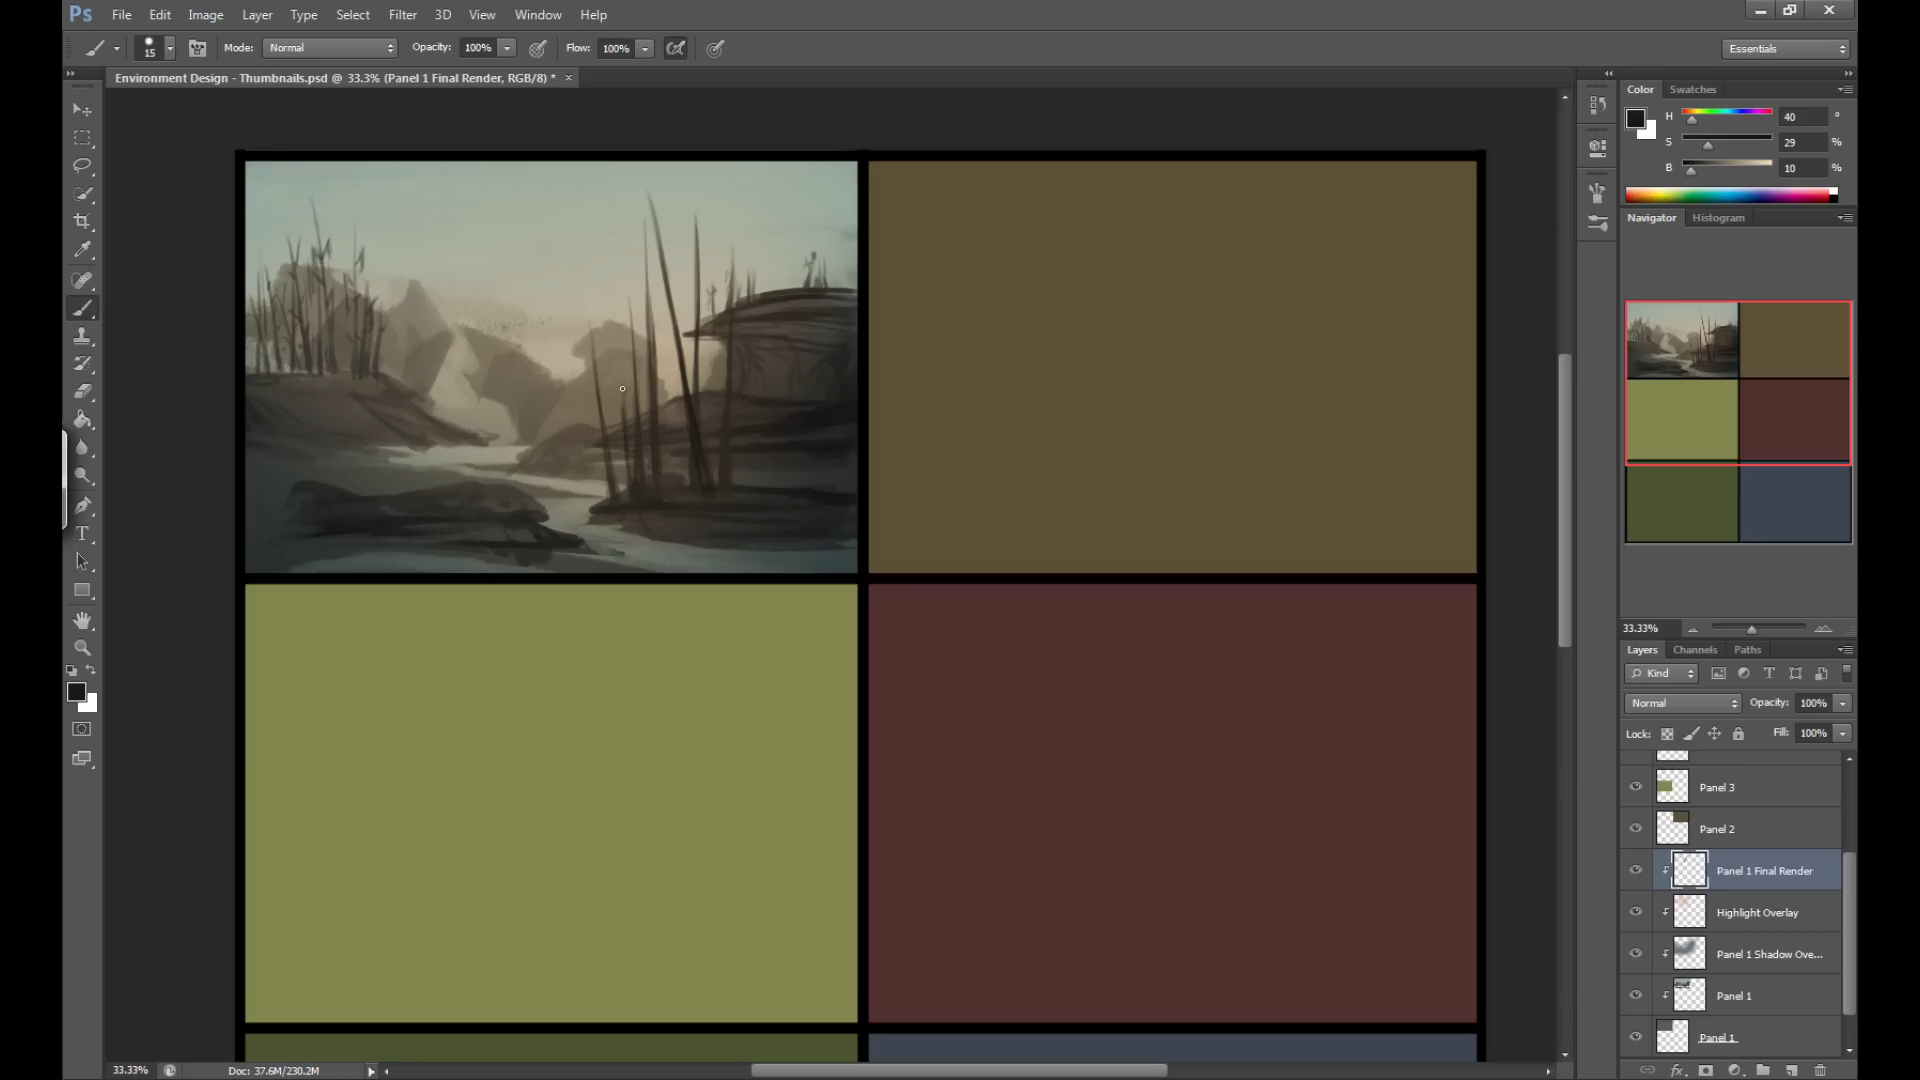 Ps File Edit Image Layer Type Select Filter 3D View Window Help
15 Mode: Normal Opacity: 100% Flow: 100% Essentials
Environment Design - Thumbnails.psd @ 33.3% (Panel 1 Final Render, RGB/8) * ×
Color Swatches
H 40 °
S 29 %
B 10 %
Navigator Histogram
33.33%
Layers Channels Paths
Kind
Normal Opacity: 100%
Lock: Fill: 100%
Panel 3
Panel 2
Panel 1 Final Render
Highlight Overlay
Panel 1 Shadow Ove...
Panel 1
Panel 1
33.33% Doc: 37.6M/230.2M